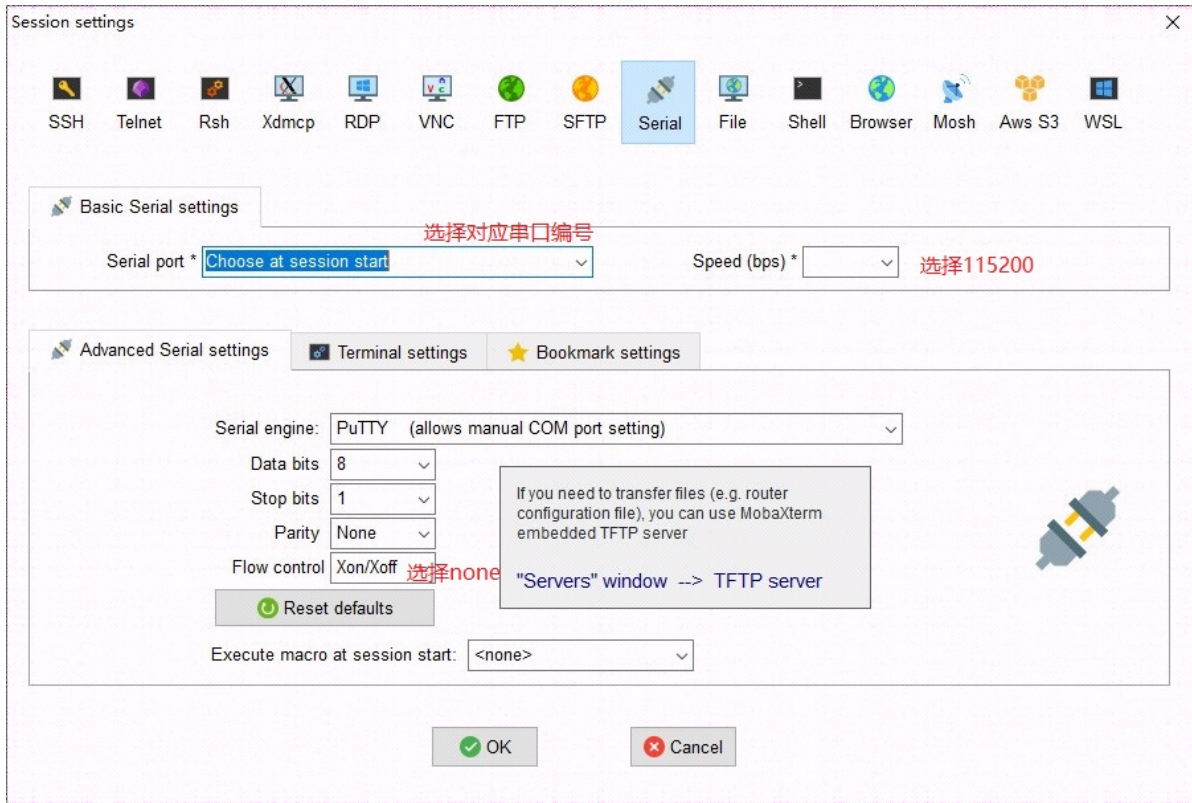 Session settings
SSH Telnet Rsh Xdmcp RDP VNC FTP SFTP Serial File Shell Browser Mosh Aws S3 WSL
Basic Serial settings
选择对应串口编号
Serial port * Choose at session start Speed (bps) * 选择115200
Advanced Serial settings Terminal settings Bookmark settings
Serial engine: PuTTY (allows manual COM port setting)
Data bits 8
Stop bits 1
Parity None
Flow control Xon/Xoff 选择none
If you need to transfer files (e.g. router
configuration file), you can use MobaXterm
embedded TFTP server
"Servers" window --> TFTP server
Reset defaults
Execute macro at session start: <none>
OK Cancel